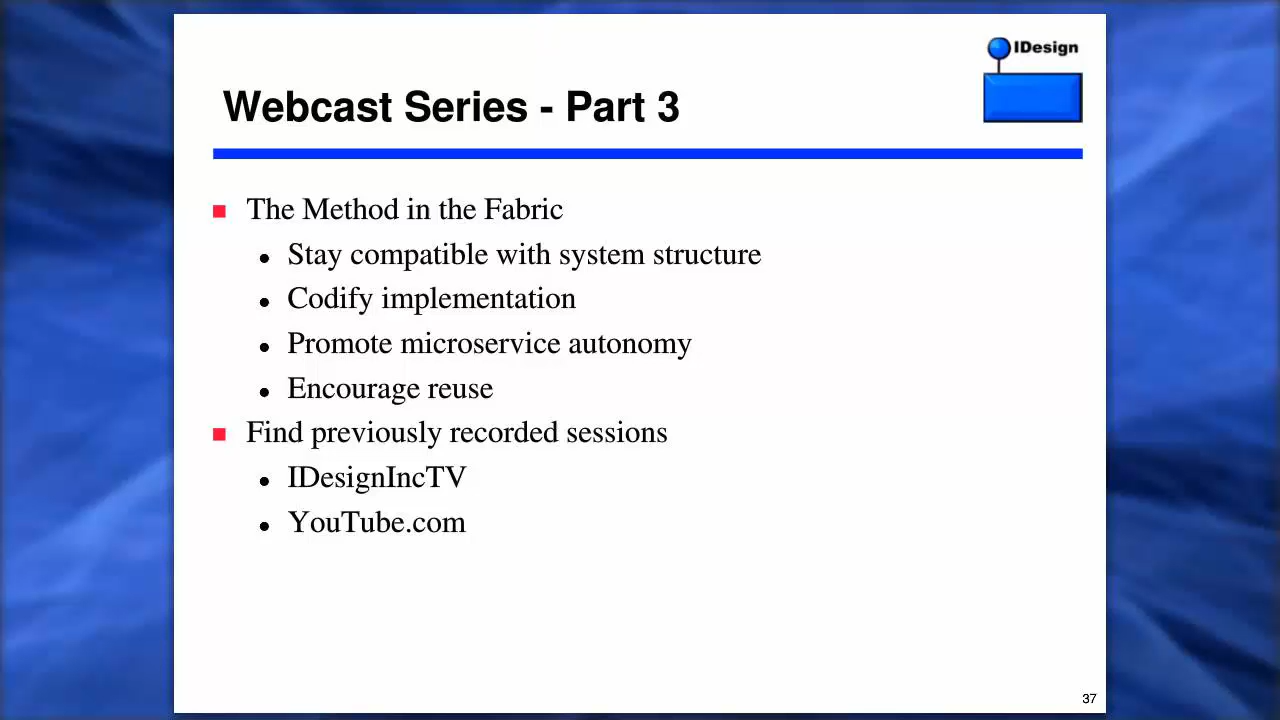 IDesign
Webcast Series - Part 3
The Method in the Fabric
Stay compatible with system structure
Codify implementation
Promote microservice autonomy
Encourage reuse
Find previously recorded sessions
IDesignIncTV
YouTube.com
37